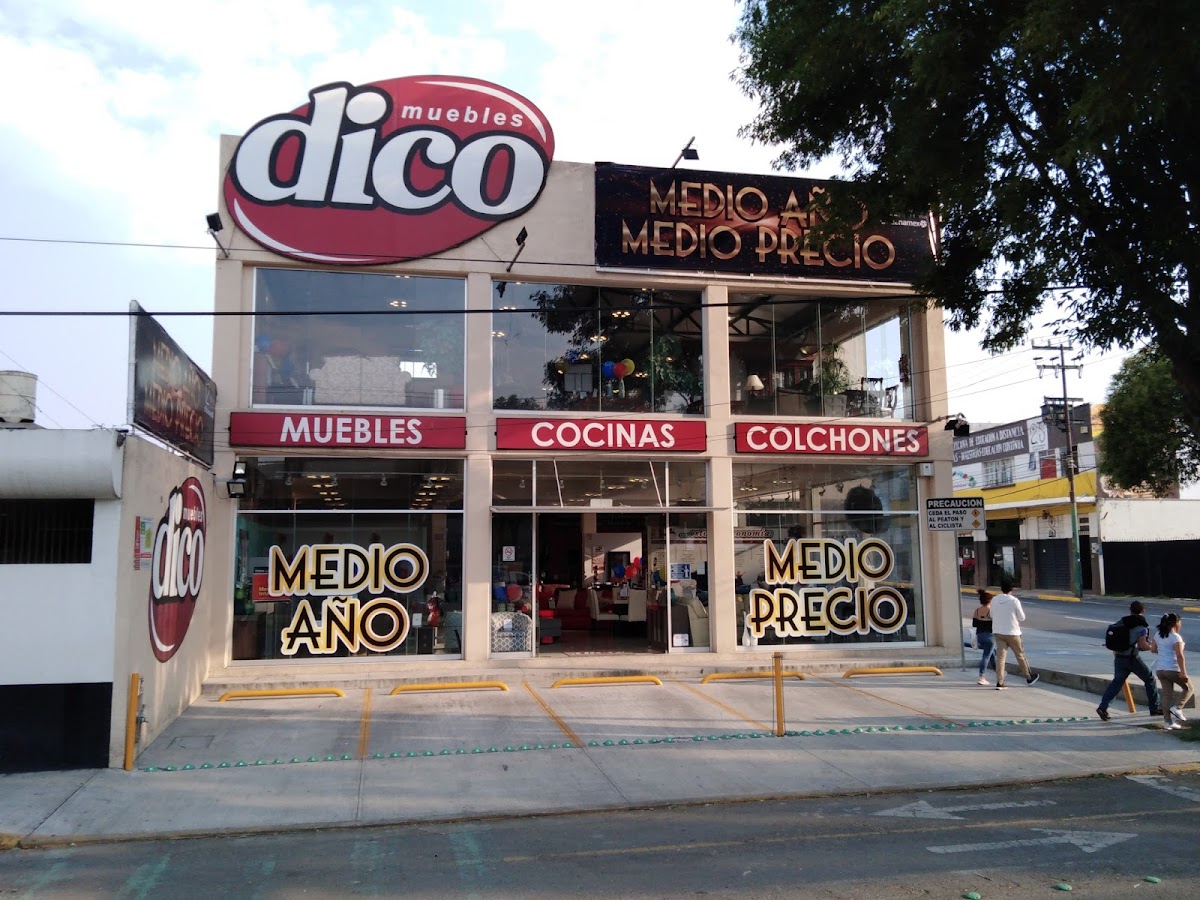 muebles
dico
MEDIO AÑO
MEDIO PRECIO
MUEBLES
COCINAS
COLCHONES
MEDIO
AÑO
MEDIO
PRECIO
muebles
dico
PRECAUCION
CEDA EL PASO
AL PEATON Y
AL CICLISTA